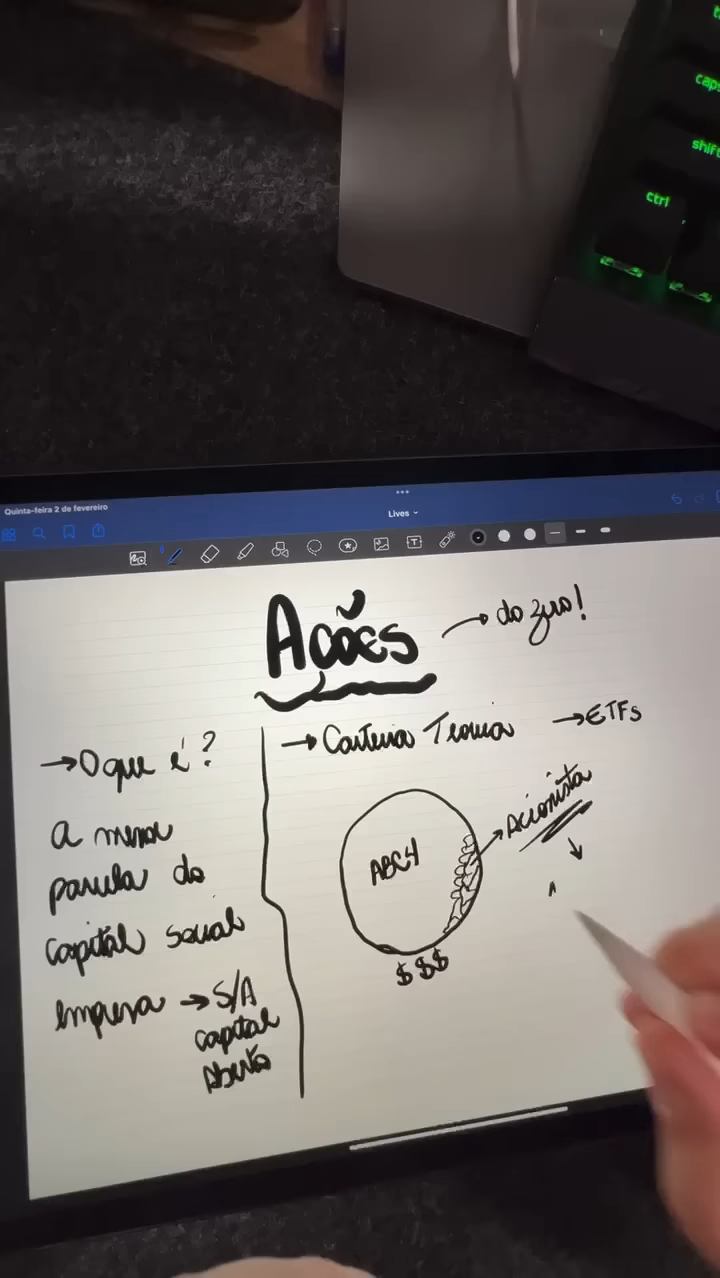 caps
shift
ctrl
Quinta-feira 2 de fevereiro
Lives
Ações
→ do zero!
→ O que é?
a menor
parcela do
capital social
empresa → S/A
capital
Aberto
→ Carteira Teórica → ETFs
ABC4
→ Acionista
$ $ $